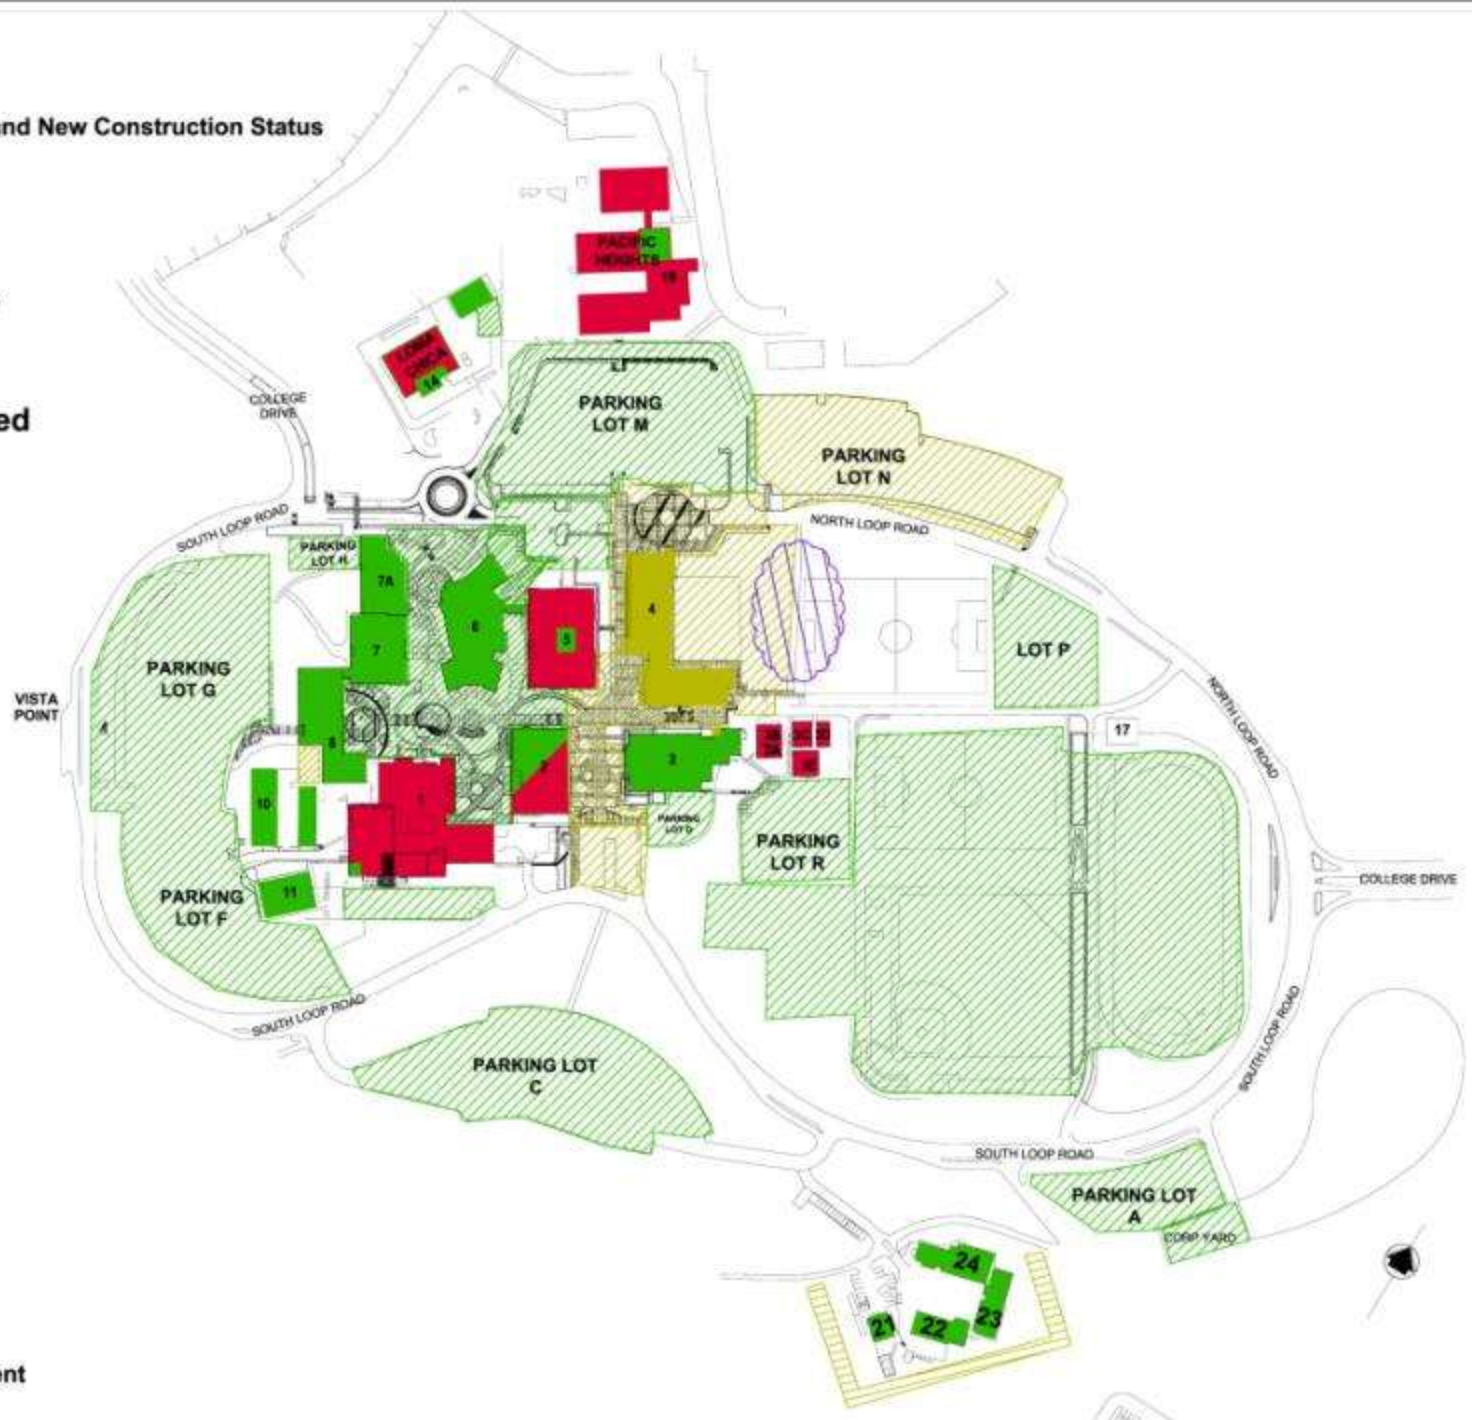 nd New Construction Status
PACIFIC
HEIGHTS
19
LOMA
CHICA
14
ed
COLLEGE
DRIVE
PARKING
LOT M
PARKING
LOT N
SOUTH LOOP ROAD
NORTH LOOP ROAD
PARKING
LOT H
7A
4
6
5
7
LOT P
PARKING
LOT G
VISTA
POINT
NORTH LOOP ROAD
17
8
2
10
1
PARKING
LOT D
PARKING
LOT R
COLLEGE DRIVE
11
PARKING
LOT F
SOUTH LOOP ROAD
SOUTH LOOP ROAD
PARKING LOT
C
SOUTH LOOP ROAD
PARKING LOT
A
CORP YARD
24
23
21
22
nt